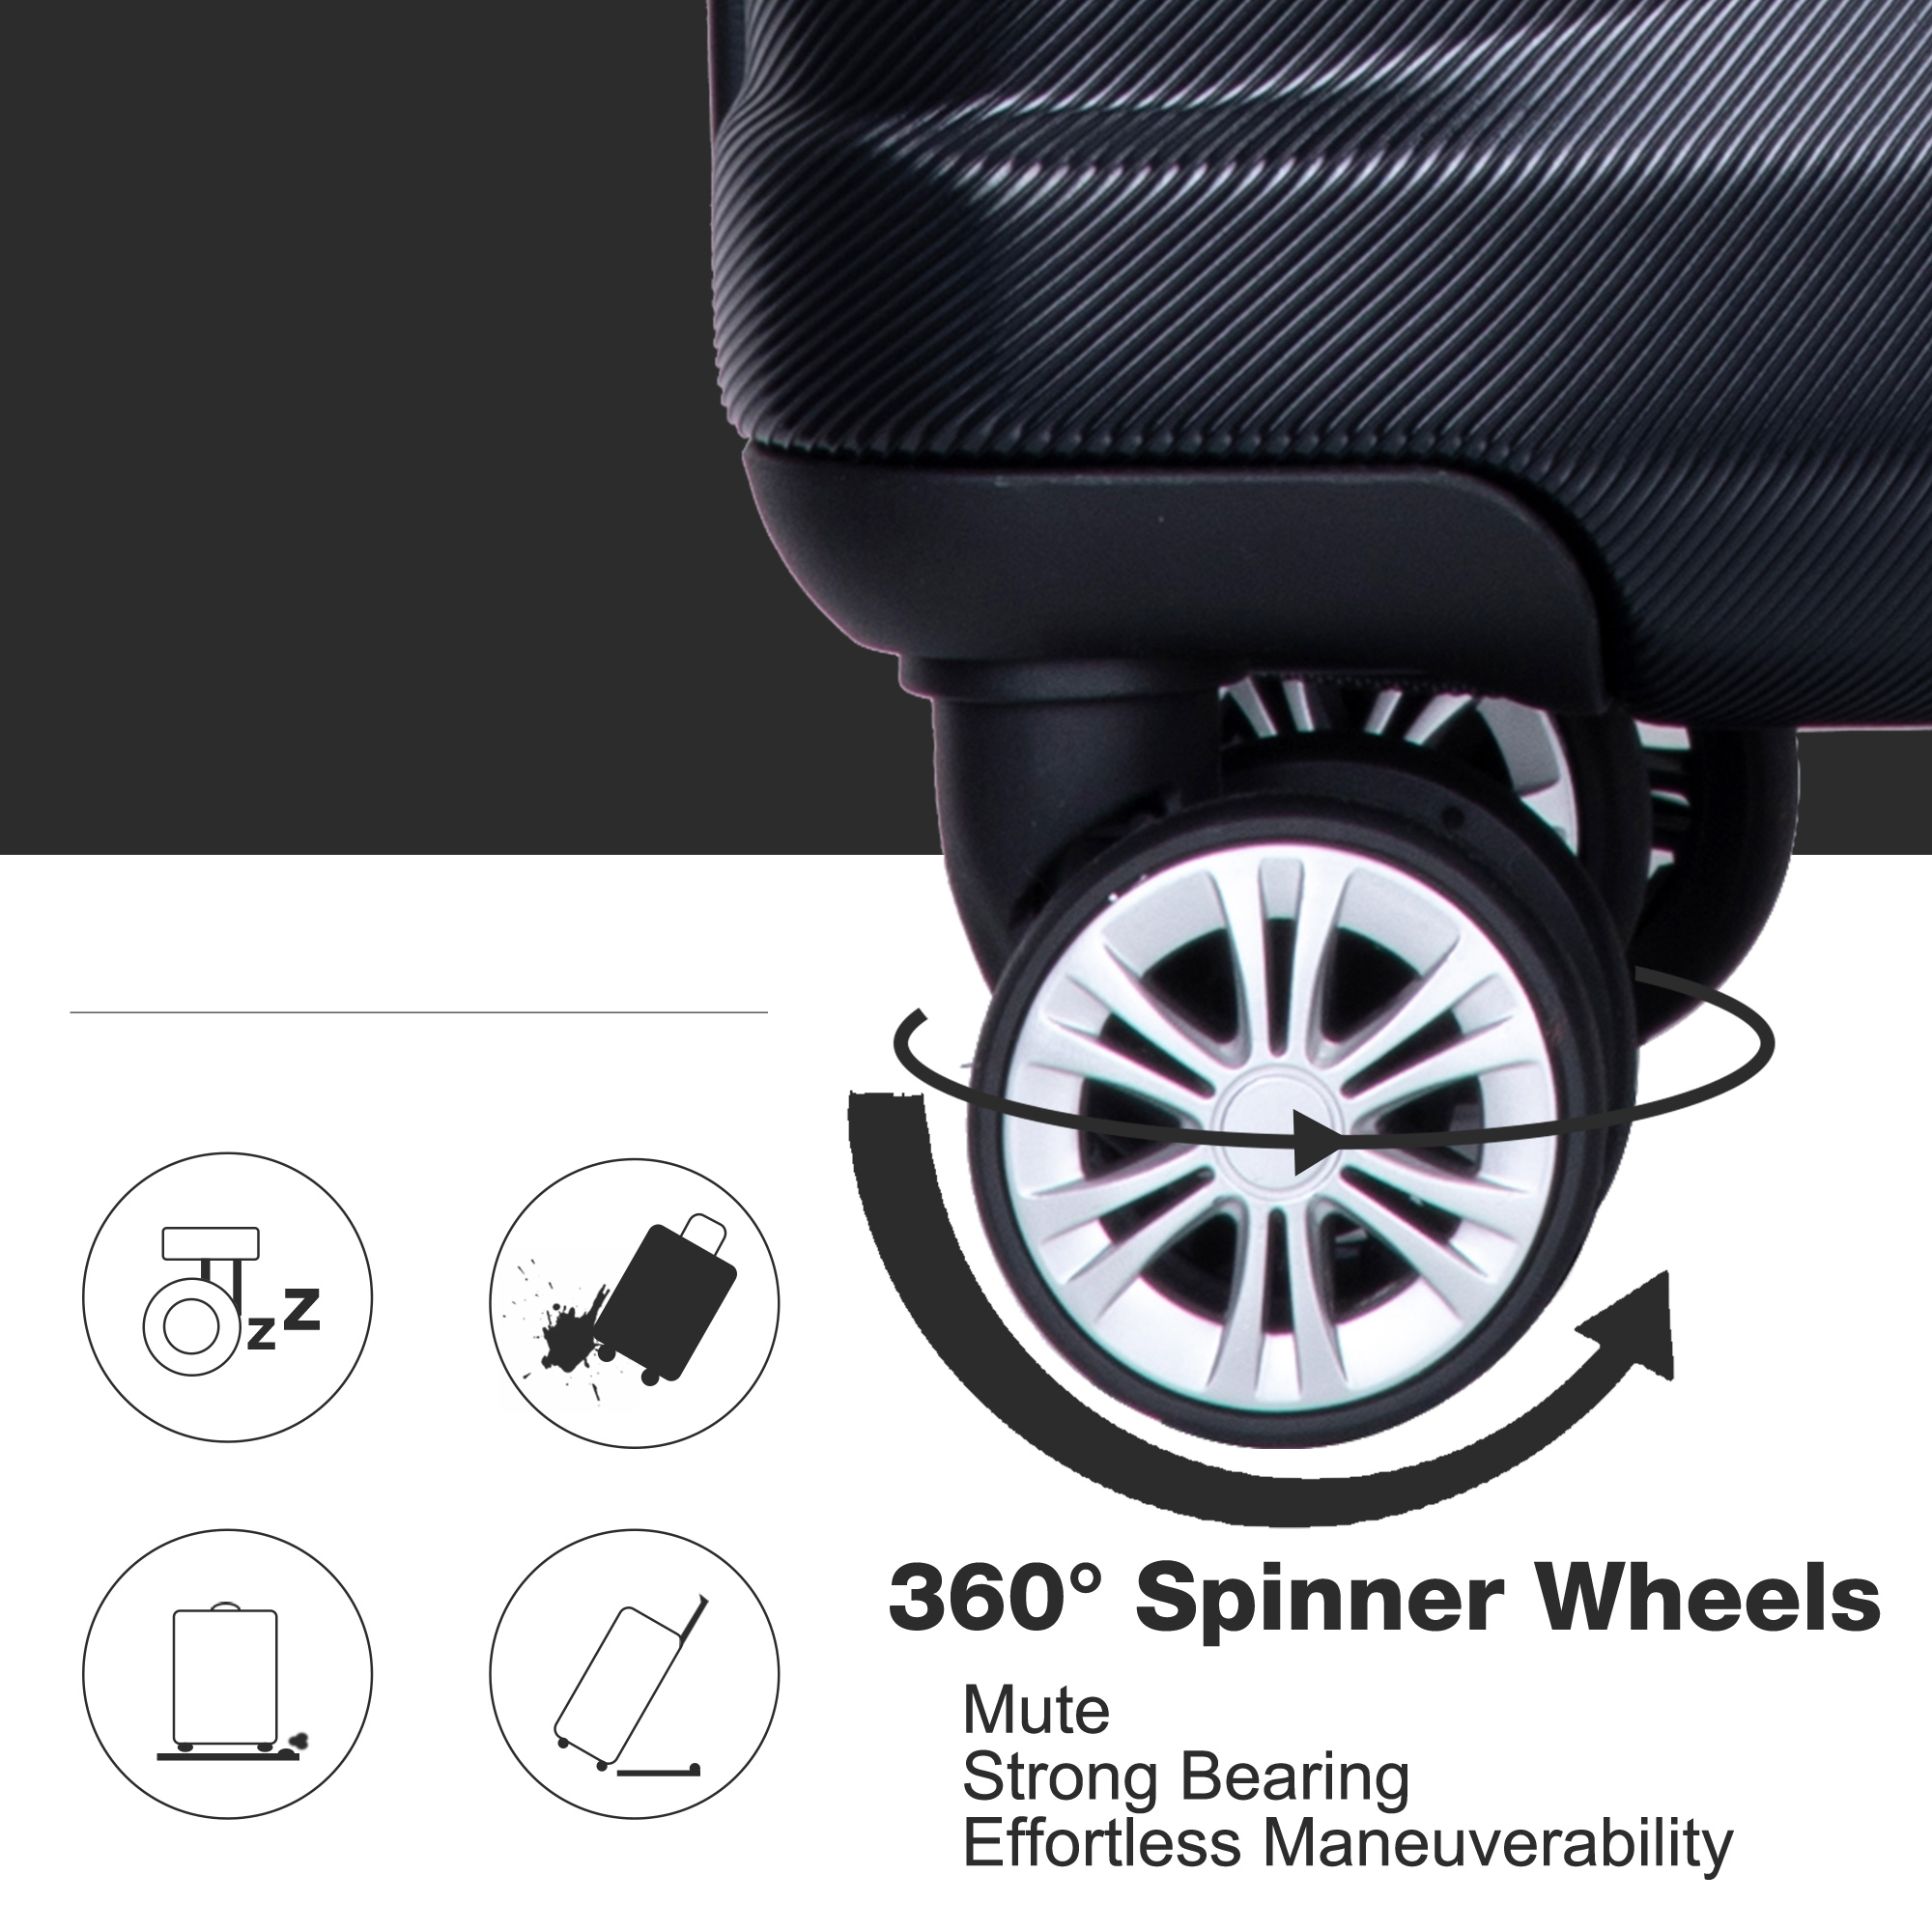 z Z
360° Spinner Wheels
Mute
Strong Bearing
Effortless Maneuverability